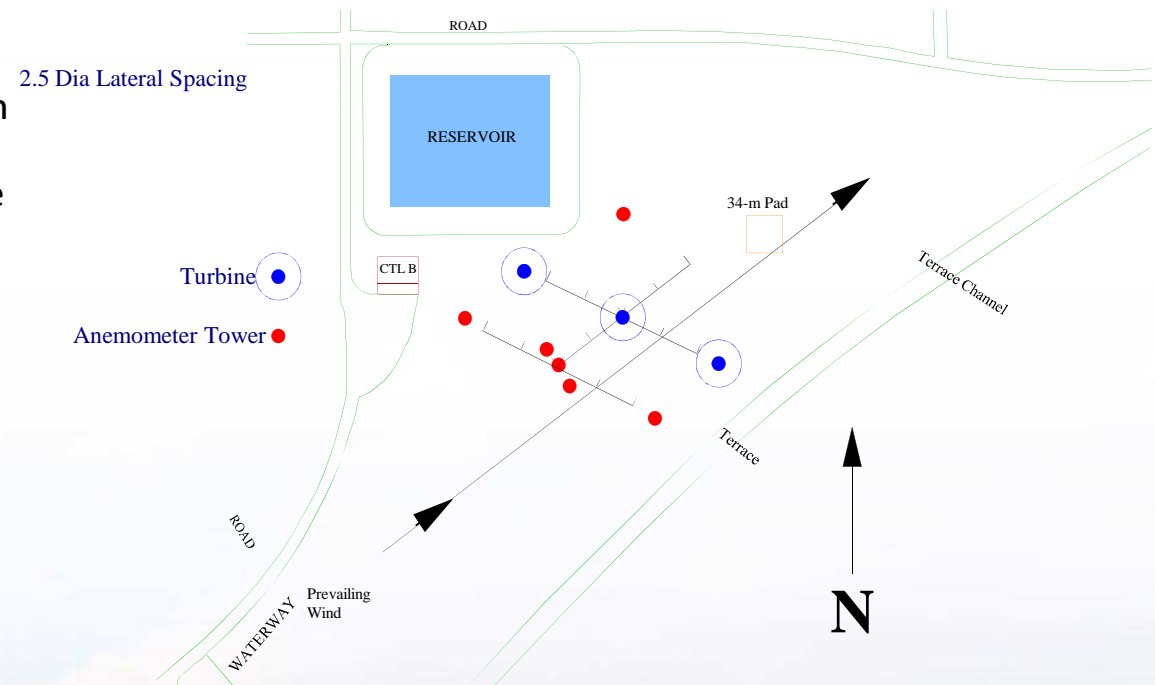 ROAD
2.5 Dia Lateral Spacing
n
RESERVOIR
e
34-m Pad
Turbine
CTL B
Terrace Channel
Anemometer Tower
Terrace
ROAD
Prevailing
Wind
WATERWAY
N